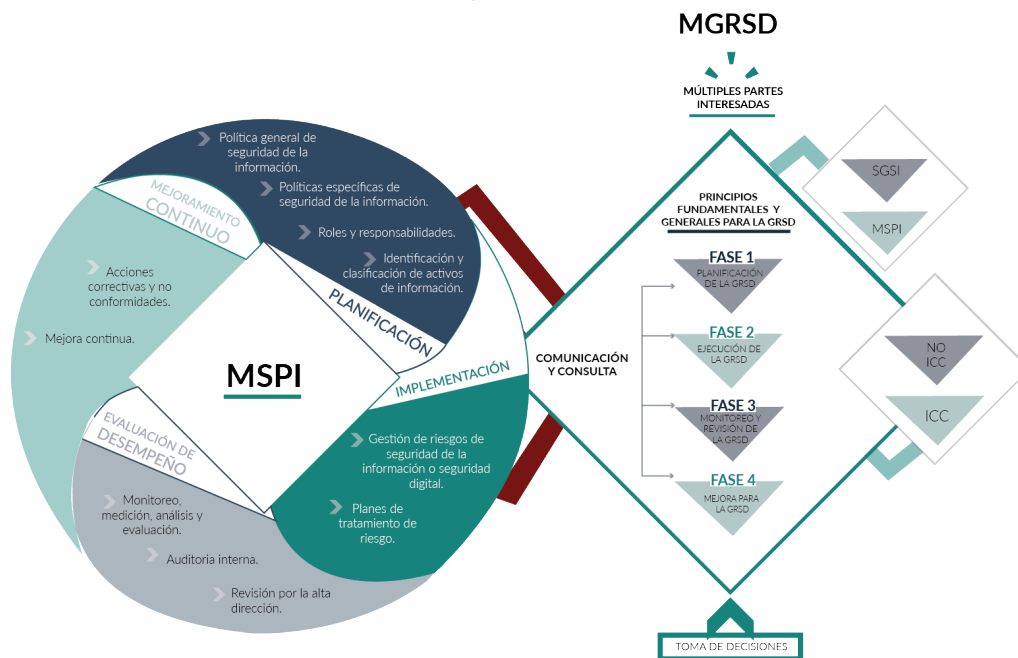 Política general de
seguridad de la
información.
Políticas específicas de
seguridad de la información.
Roles y responsabilidades.
Identificación y
clasificación de activos
de información.
PLANIFICACIÓN
MEJORAMIENTO
CONTINUO
Acciones
correctivas y no
conformidades.
Mejora continua.
MSPI
IMPLEMENTACIÓN
Gestión de riesgos de
seguridad de la
información o seguridad
digital.
Planes de
tratamiento de
riesgo.
EVALUACIÓN DE
DESEMPEÑO
Monitoreo,
medición, análisis y
evaluación.
Auditoria interna.
Revisión por la alta
dirección.
MGRSD
MÚLTIPLES PARTES
INTERESADAS
PRINCIPIOS
FUNDAMENTALES Y
GENERALES PARA LA GRSD
COMUNICACIÓN
Y CONSULTA
FASE 1
PLANIFICACIÓN
DE LA GRSD
FASE 2
EJECUCIÓN DE
LA GRSD
FASE 3
MONITOREO Y
REVISIÓN DE
LA GRSD
FASE 4
MEJORA PARA
LA GRSD
SGSI
MSPI
NO
ICC
ICC
TOMA DE DECISIONES